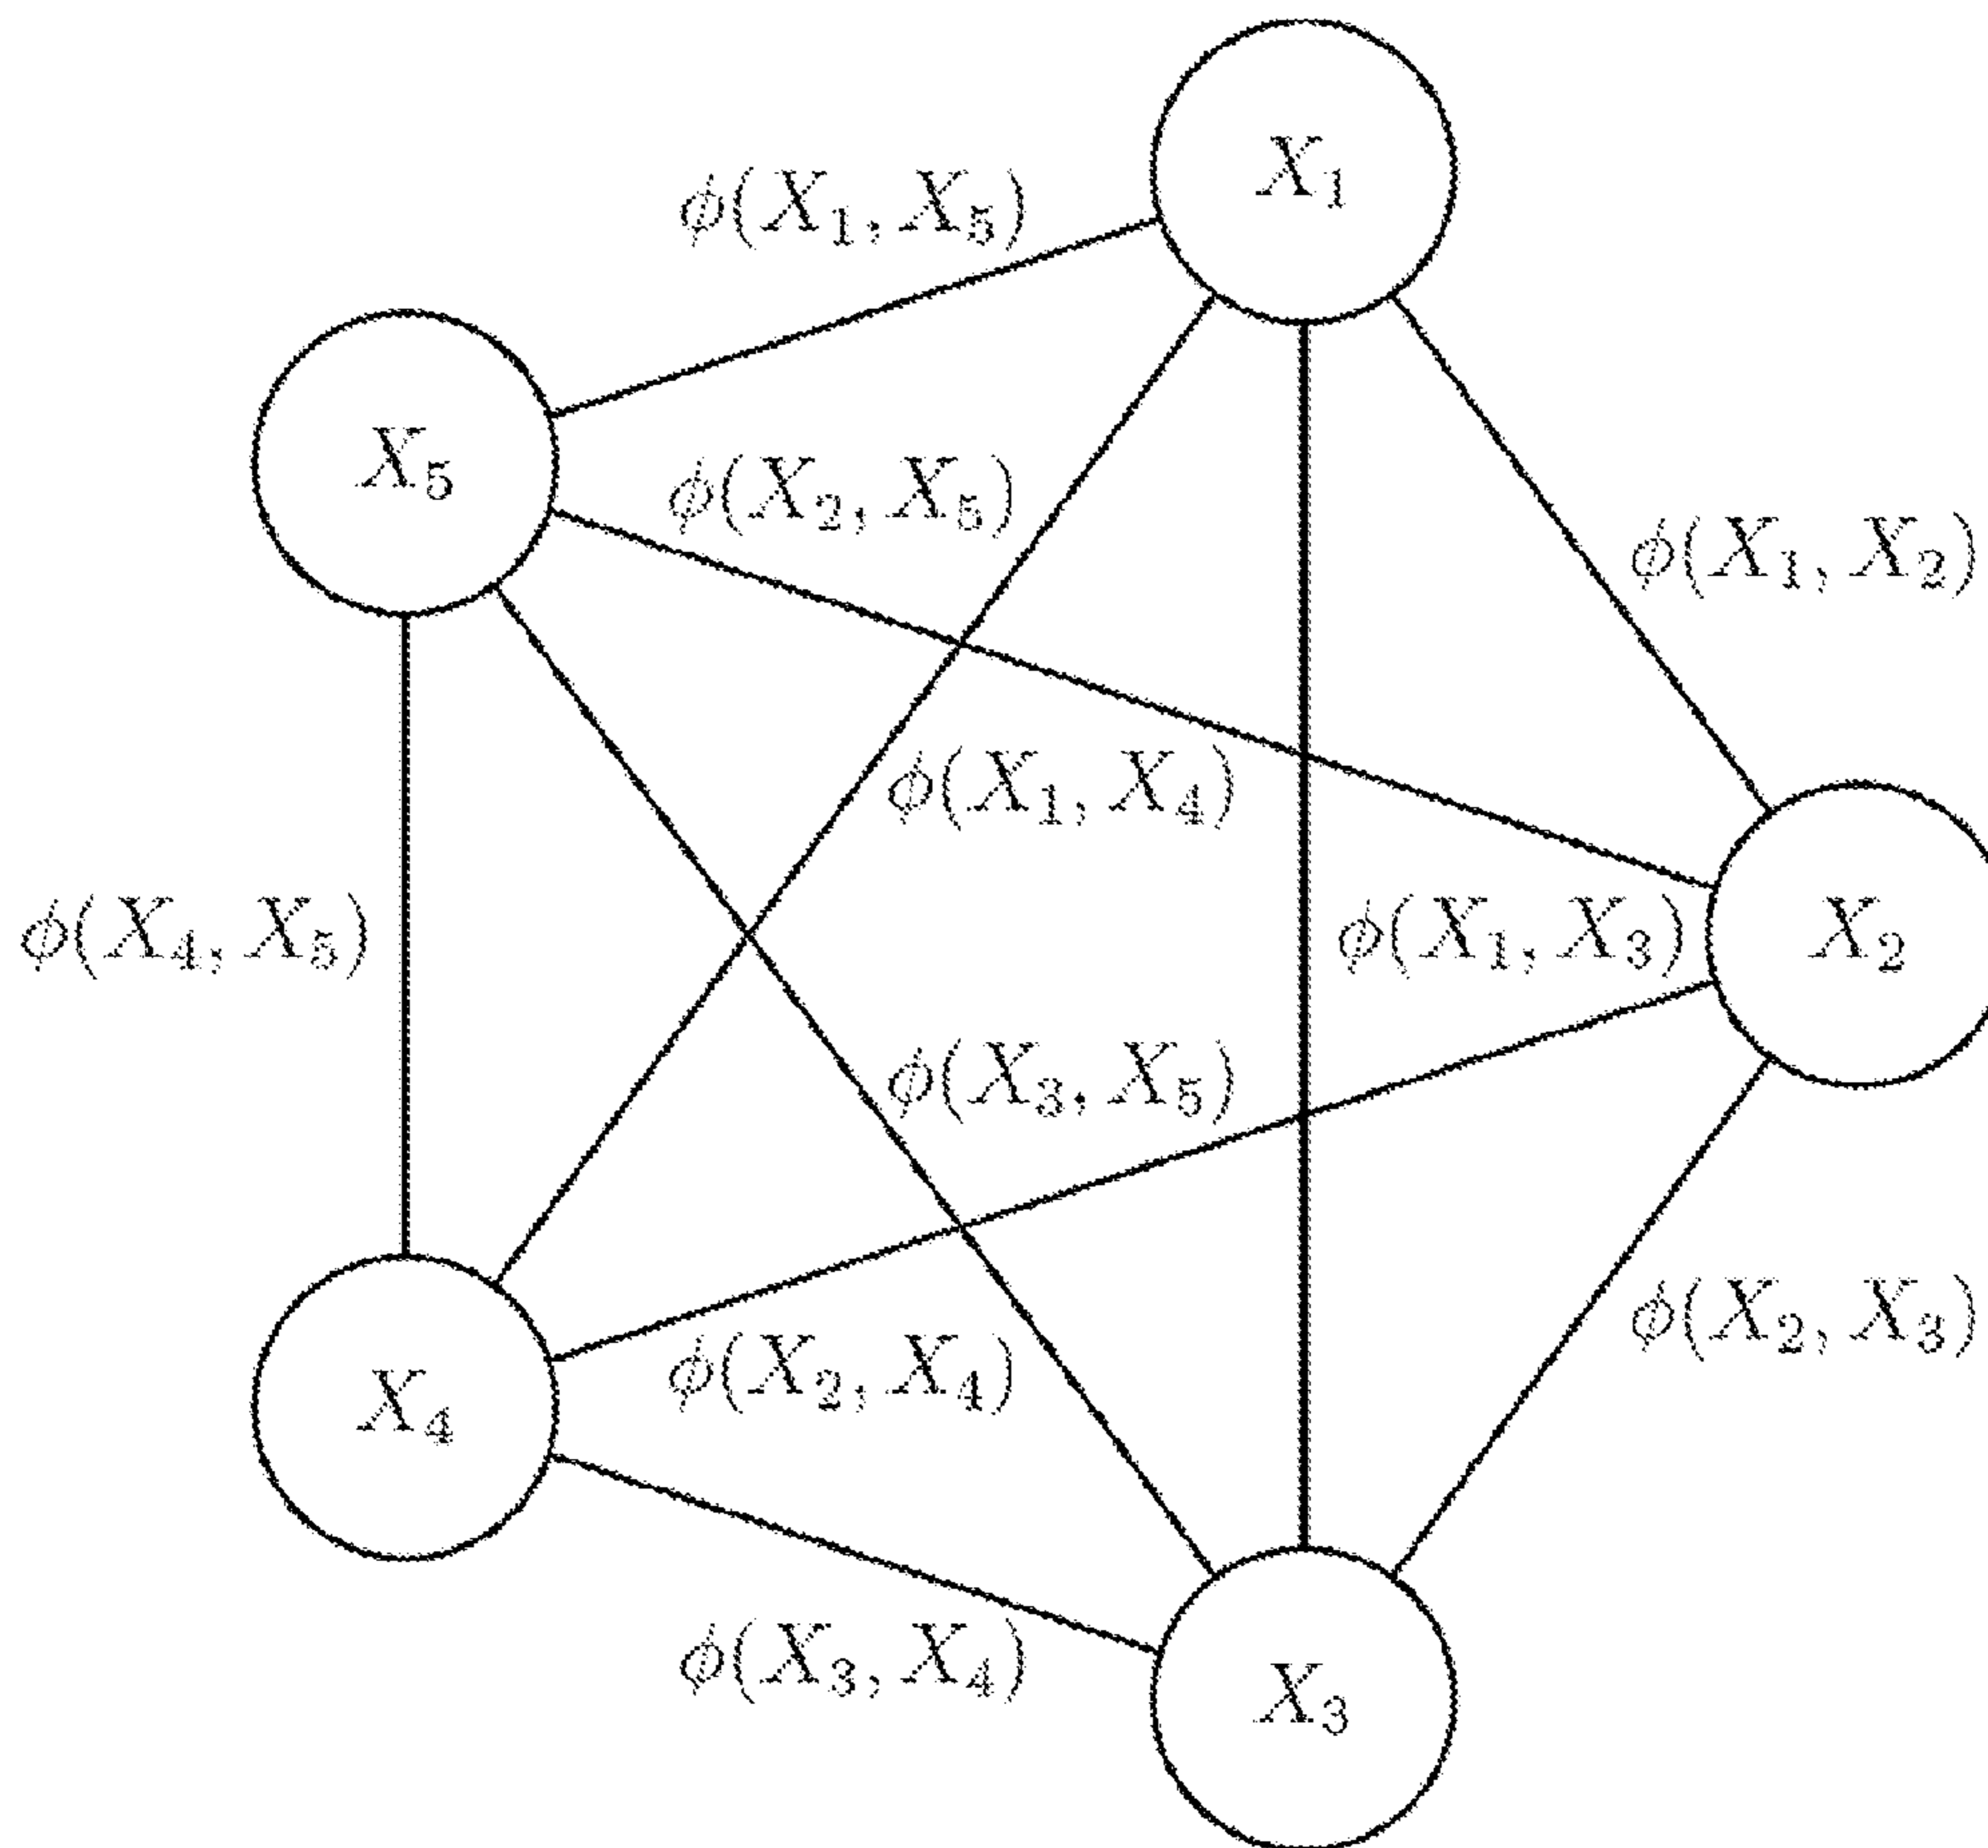 X₁
ϕ(X₁, X₅)
X₅
ϕ(X₂, X₅)
ϕ(X₁, X₂)
ϕ(X₁, X₄)
ϕ(X₄, X₅)
ϕ(X₁, X₃)
X₂
ϕ(X₃, X₅)
ϕ(X₂, X₃)
ϕ(X₂, X₄)
X₄
ϕ(X₃, X₄)
X₃